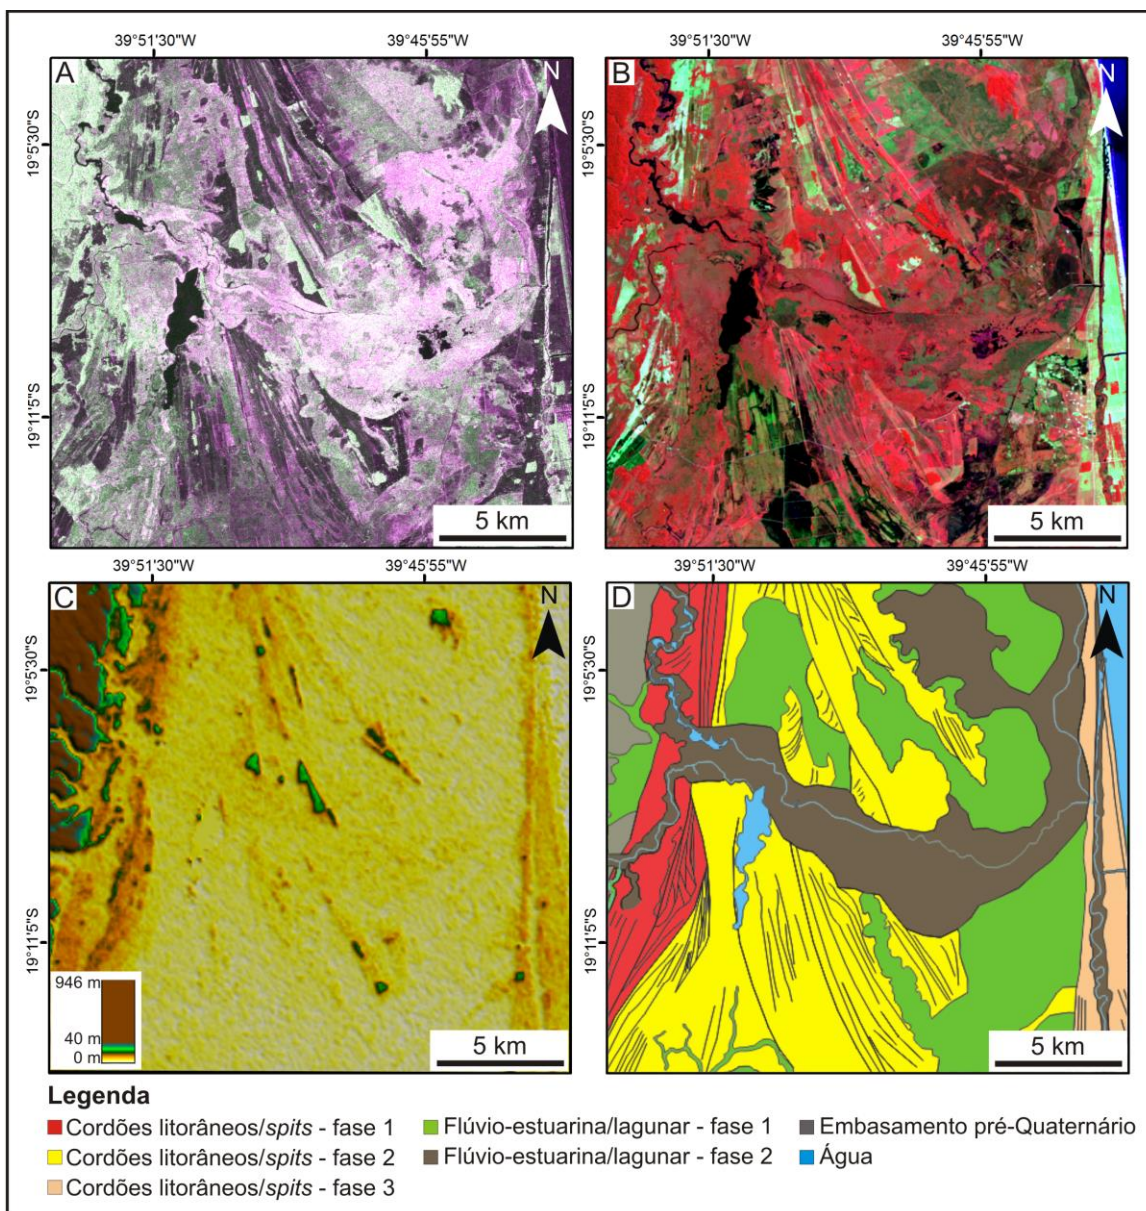 39°51'30"W 39°45'55"W 39°51'30"W 39°45'55"W
A N B N
19°5'30"S 19°5'30"S
19°11'5"S 19°11'5"S
5 km 5 km
39°51'30"W 39°45'55"W 39°51'30"W 39°45'55"W
C N D N
19°5'30"S 19°5'30"S
19°11'5"S 19°11'5"S
946 m
40 m
0 m
5 km 5 km
Legenda
Cordões litorâneos/spits - fase 1 Flúvio-estuarina/lagunar - fase 1 Embasamento pré-Quaternário
Cordões litorâneos/spits - fase 2 Flúvio-estuarina/lagunar - fase 2 Água
Cordões litorâneos/spits - fase 3